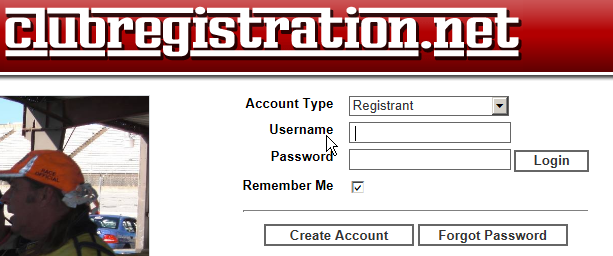 clubregistration.net
Account Type Registrant
Username
Password Login
Remember Me
Create Account Forgot Password